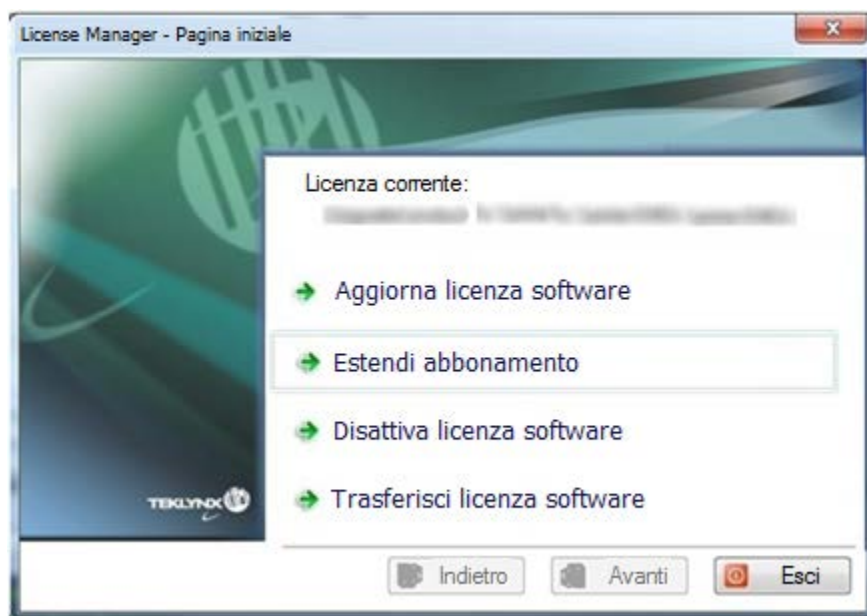 License Manager - Pagina iniziale
Licenza corrente:
Aggiorna licenza software
Estendi abbonamento
Disattiva licenza software
Trasferisci licenza software
TEKLYNX
Indietro
Avanti
Esci